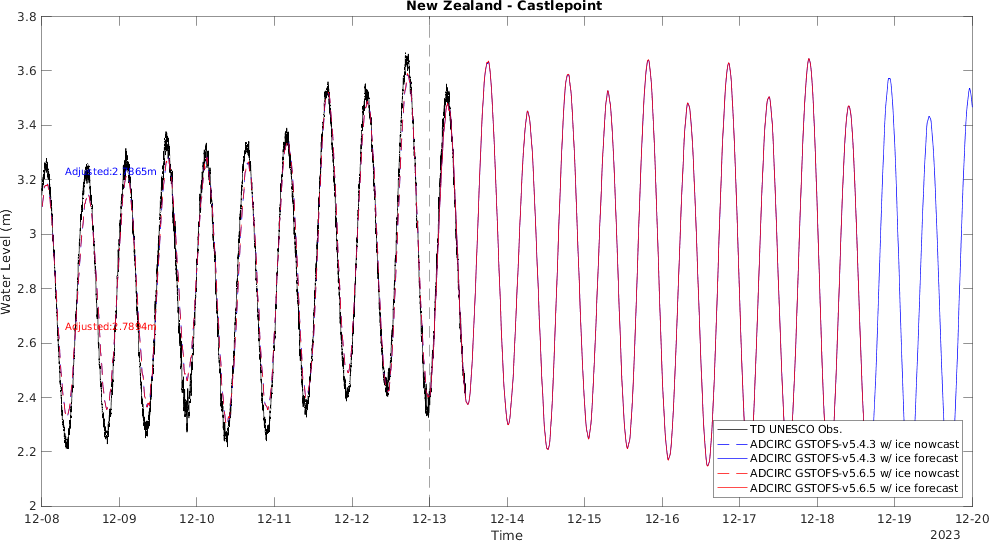 New Zealand - Castlepoint
3.8
3.6
3.4
3.2
3
2.8
2.6
2.4
2.2
2
Water Level (m)
Adjusted:2.7894m
TD UNESCO Obs.
ADCIRC GSTOFS-v5.4.3 w/ ice nowcast
ADCIRC GSTOFS-v5.4.3 w/ ice forecast
ADCIRC GSTOFS-v5.6.5 w/ ice nowcast
ADCIRC GSTOFS-v5.6.5 w/ ice forecast
12-08 12-09 12-10 12-11 12-12 12-13 12-14 12-15 12-16 12-17 12-18 12-19 12-20
Time
2023